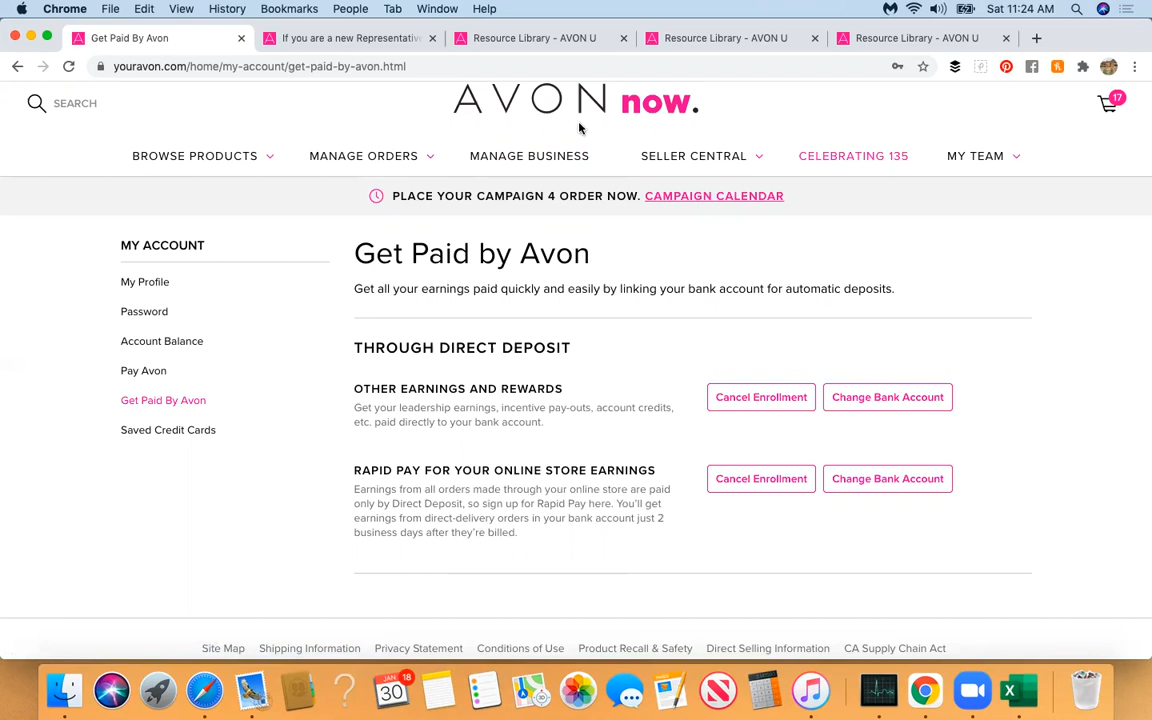 Chrome File Edit View History Bookmarks People Tab Window Help Sat 11:24 AM
Get Paid By Avon
If you are a new Representative
Resource Library - AVON U
Resource Library - AVON U
Resource Library - AVON U
youravon.com/home/my-account/get-paid-by-avon.html
SEARCH
AVON now.
17
BROWSE PRODUCTS MANAGE ORDERS MANAGE BUSINESS SELLER CENTRAL CELEBRATING 135 MY TEAM
PLACE YOUR CAMPAIGN 4 ORDER NOW. CAMPAIGN CALENDAR
MY ACCOUNT
My Profile
Password
Account Balance
Pay Avon
Get Paid By Avon
Saved Credit Cards
Get Paid by Avon
Get all your earnings paid quickly and easily by linking your bank account for automatic deposits.
THROUGH DIRECT DEPOSIT
OTHER EARNINGS AND REWARDS
Get your leadership earnings, incentive pay-outs, account credits,
etc. paid directly to your bank account.
Cancel Enrollment Change Bank Account
RAPID PAY FOR YOUR ONLINE STORE EARNINGS
Earnings from all orders made through your online store are paid
only by Direct Deposit, so sign up for Rapid Pay here. You'll get
earnings from direct-delivery orders in your bank account just 2
business days after they're billed.
Cancel Enrollment Change Bank Account
Site Map Shipping Information Privacy Statement Conditions of Use Product Recall & Safety Direct Selling Information CA Supply Chain Act
JAN
30
18